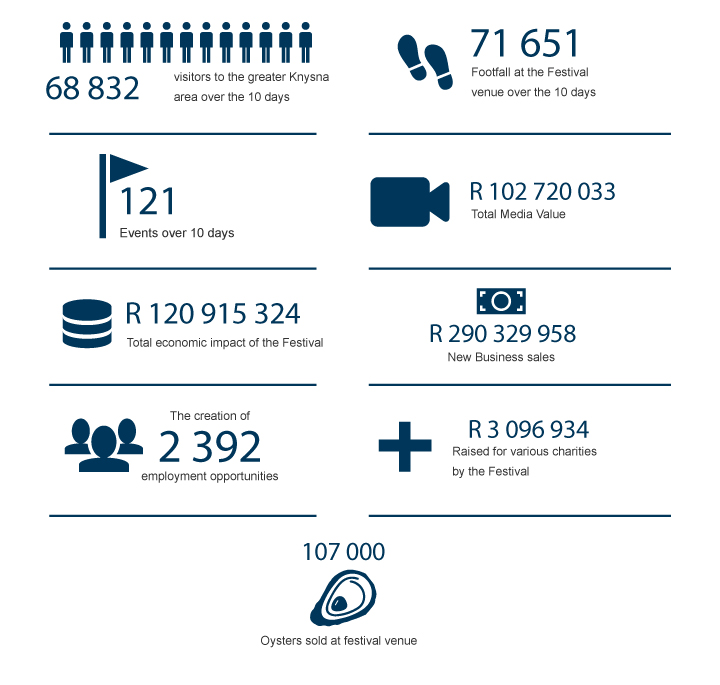 68 832
visitors to the greater Knysna
area over the 10 days
71 651
Footfall at the Festival
venue over the 10 days
121
Events over 10 days
R 102 720 033
Total Media Value
R 120 915 324
Total economic impact of the Festival
R 290 329 958
New Business sales
The creation of
2 392
employment opportunities
R 3 096 934
Raised for various charities
by the Festival
107 000
Oysters sold at festival venue